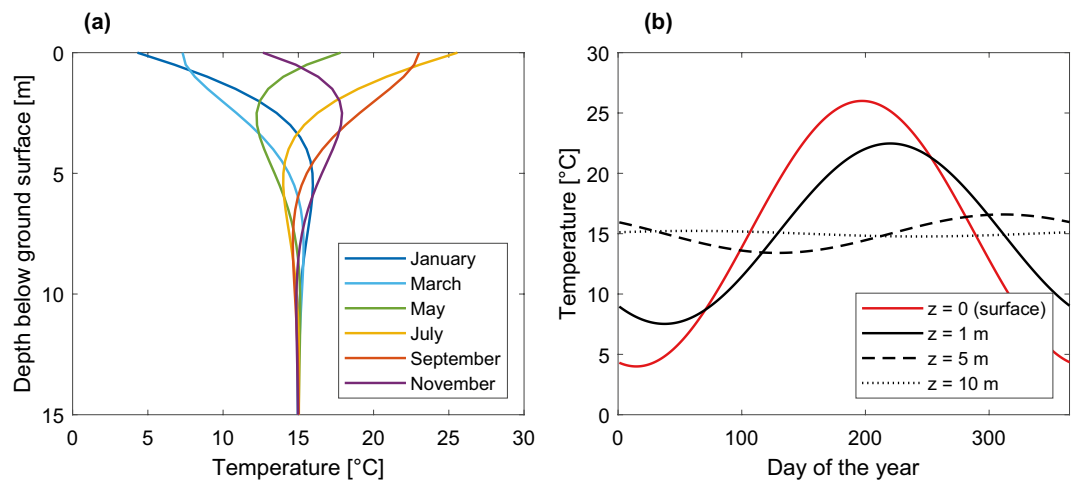 (a)
0
5
10
15
Depth below ground surface [m]
0
5
10
15
20
25
30
Temperature [°C]
January
March
May
July
September
November
(b)
30
25
20
15
10
5
0
Temperature [°C]
0
100
200
300
Day of the year
z = 0 (surface)
z = 1 m
z = 5 m
z = 10 m